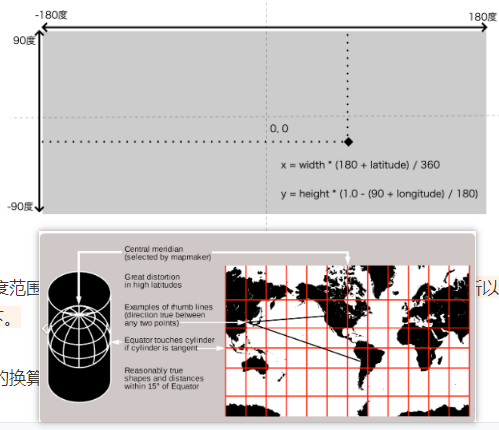 -180度
180度
90度
0, 0
x = width * (180 + latitude) / 360
y = height * (1.0 - (90 + longitude) / 180)
-90度
Central meridian
(selected by mapmaker)
度范围
所以
Great distortion
in high latitudes
Examples of rhumb lines
(direction true between
any two points)
Equator touches cylinder
if cylinder is tangent
的换算
Reasonably true
shapes and distances
within 15° of Equator